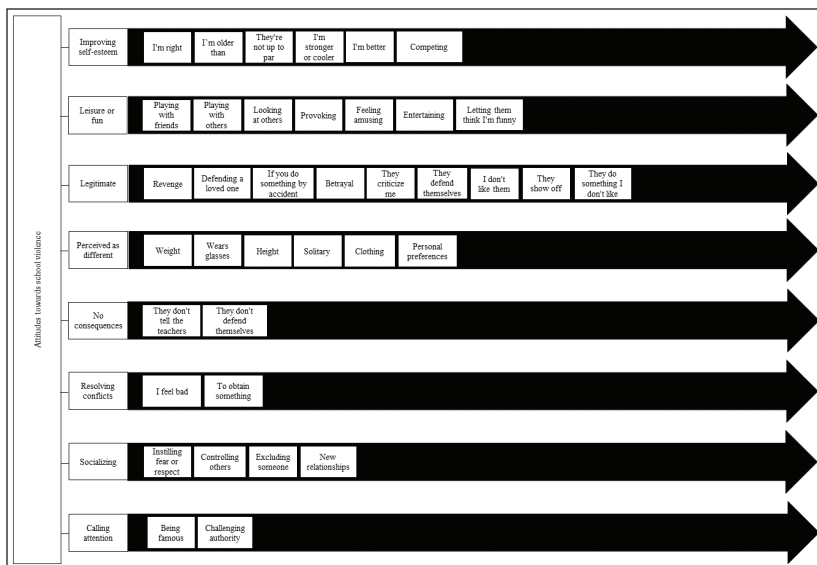 Attitudes towards school violence
Improving
self-esteem
I'm right
I'm older
than
They're
not up to
par
I'm
stronger
or cooler
I'm better
Competing
Leisure or
fun
Playing
with
friends
Playing
with
others
Looking
at others
Provoking
Feeling
amusing
Entertaining
Letting them
think I'm funny
Legitimate
Revenge
Defending a
loved one
If you do
something by
accident
Betrayal
They
criticize
me
They
defend
themselves
I don't
like them
They
show off
They do
something I
don't like
Perceived as
different
Weight
Wears
glasses
Height
Solitary
Clothing
Personal
preferences
No
consequences
They don't
tell the
teachers
They don't
defend
themselves
Resolving
conflicts
I feel bad
To obtain
something
Socializing
Instilling
fear or
respect
Controlling
others
Excluding
someone
New
relationships
Calling
attention
Being
famous
Challenging
authority